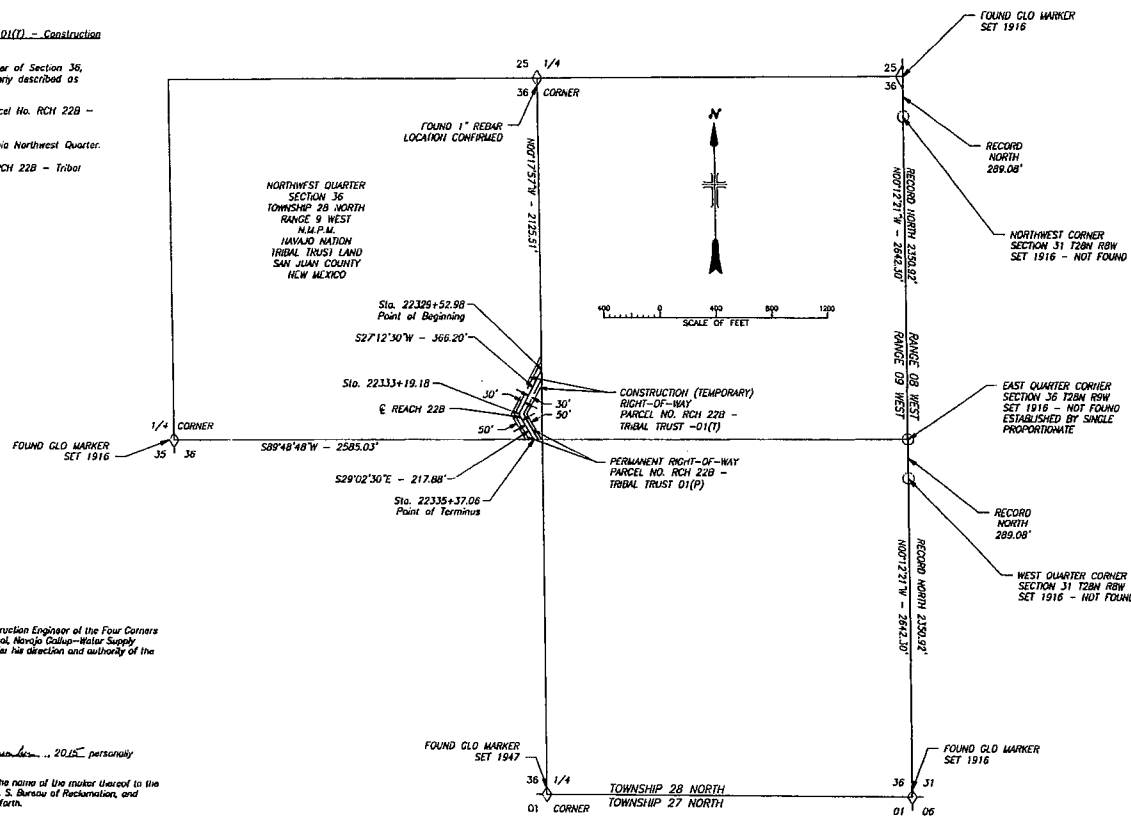 01(T) - Construction
er of Section 36,
described as
cel No. RCH 22B -
Northwest Quarter.
RCH 22B - Tribal
ruction Engineer of the Four Corners
Navajo Gallup-Water Supply
his direction and authority of the
2015 personally
the name of the maker thereof to the
S. Bureau of Reclamation, and
forth.
FOUND GLO MARKER
SET 1916
25 1/4
36 CORNER
25
36
FOUND 1" REBAR
LOCATION CONFIRMED
N00°17'57"W - 2125.51'
N
RECORD
NORTH
289.08'
RECORD NORTH 2350.92'
N00°12'21"W - 2642.30'
NORTHWEST QUARTER
SECTION 36
TOWNSHIP 28 NORTH
RANGE 9 WEST
N.M.P.M.
NAVAJO NATION
TRIBAL TRUST LAND
SAN JUAN COUNTY
NEW MEXICO
NORTHWEST CORNER
SECTION 31 T28N R8W
SET 1916 - NOT FOUND
Sta. 22329+52.98
Point of Beginning
400 0 400 800 1200
SCALE OF FEET
S27°12'30"W - 366.20'
RANGE 08 WEST
RANGE 09 WEST
Sta. 22333+19.18
30'
30'
℄ REACH 22B
50'
50'
CONSTRUCTION (TEMPORARY)
RIGHT-OF-WAY
PARCEL NO. RCH 22B -
TRIBAL TRUST -01(T)
EAST QUARTER CORNER
SECTION 36 T28N R9W
SET 1916 - NOT FOUND
ESTABLISHED BY SINGLE
PROPORTIONATE
1/4 CORNER
35 36
FOUND GLO MARKER
SET 1916
S89°48'48"W - 2585.03'
PERMANENT RIGHT-OF-WAY
PARCEL NO. RCH 22B -
TRIBAL TRUST 01(P)
S29°02'30"E - 217.88'
Sta. 22335+37.06
Point of Terminus
RECORD
NORTH
289.08'
WEST QUARTER CORNER
SECTION 31 T28N R8W
SET 1916 - NOT FOUND
RECORD NORTH 2350.92'
N00°12'21"W - 2642.30'
FOUND GLO MARKER
SET 1947
36 1/4
01 CORNER
TOWNSHIP 28 NORTH
TOWNSHIP 27 NORTH
FOUND GLO MARKER
SET 1916
36 31
01 06